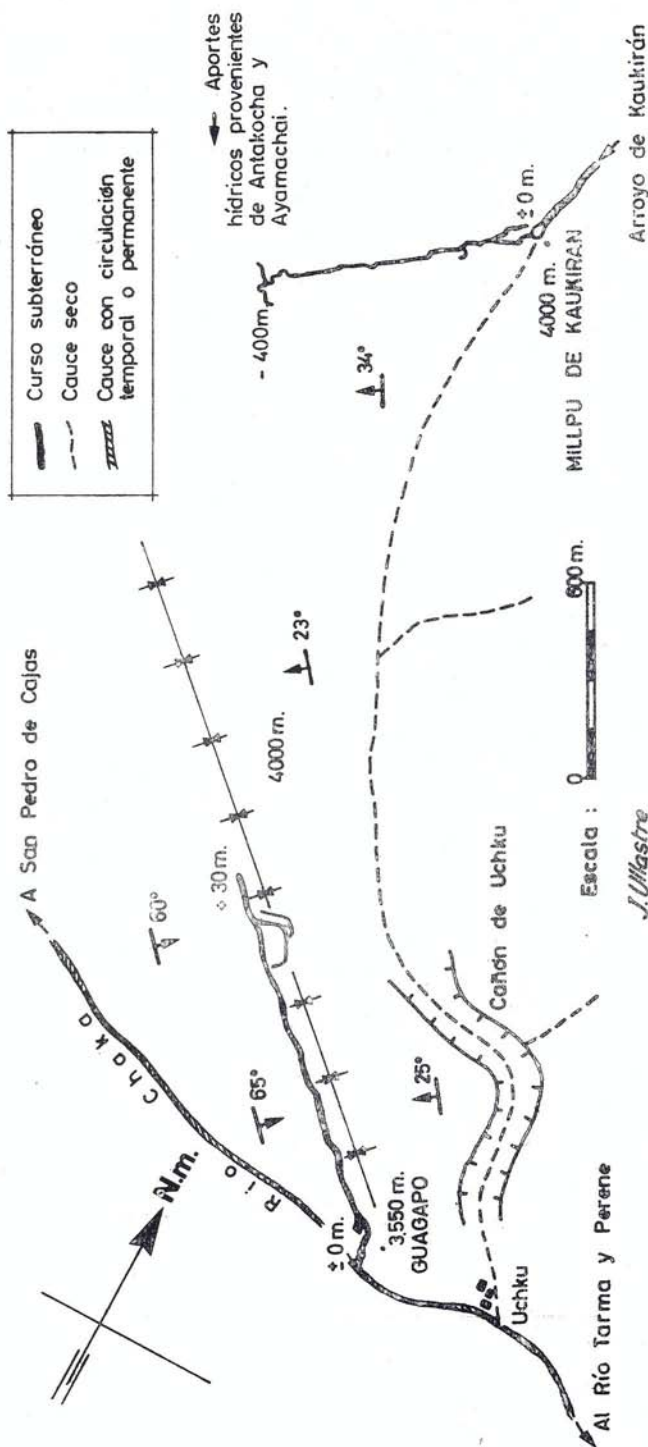 Curso subterráneo
Cauce seco
Cauce con circulación
temporal o permanente
Aportes
hídricos provenientes
de Antakocha y
Ayamachai.
A San Pedro de Cajas
Río Chaka
N.m.
60°
65°
+ 30 m.
4000 m.
23°
34°
25°
- 400 m.
± 0 m.
4000 m.
MILLPU DE KAUKIRAN
Arroyo de Kaukirán
± 0 m.
3,550 m.
GUAGAPO
Uchku
Cañón de Uchku
Al Río Tarma y Perene
Escala :
0 600 m.
J. Ullastre